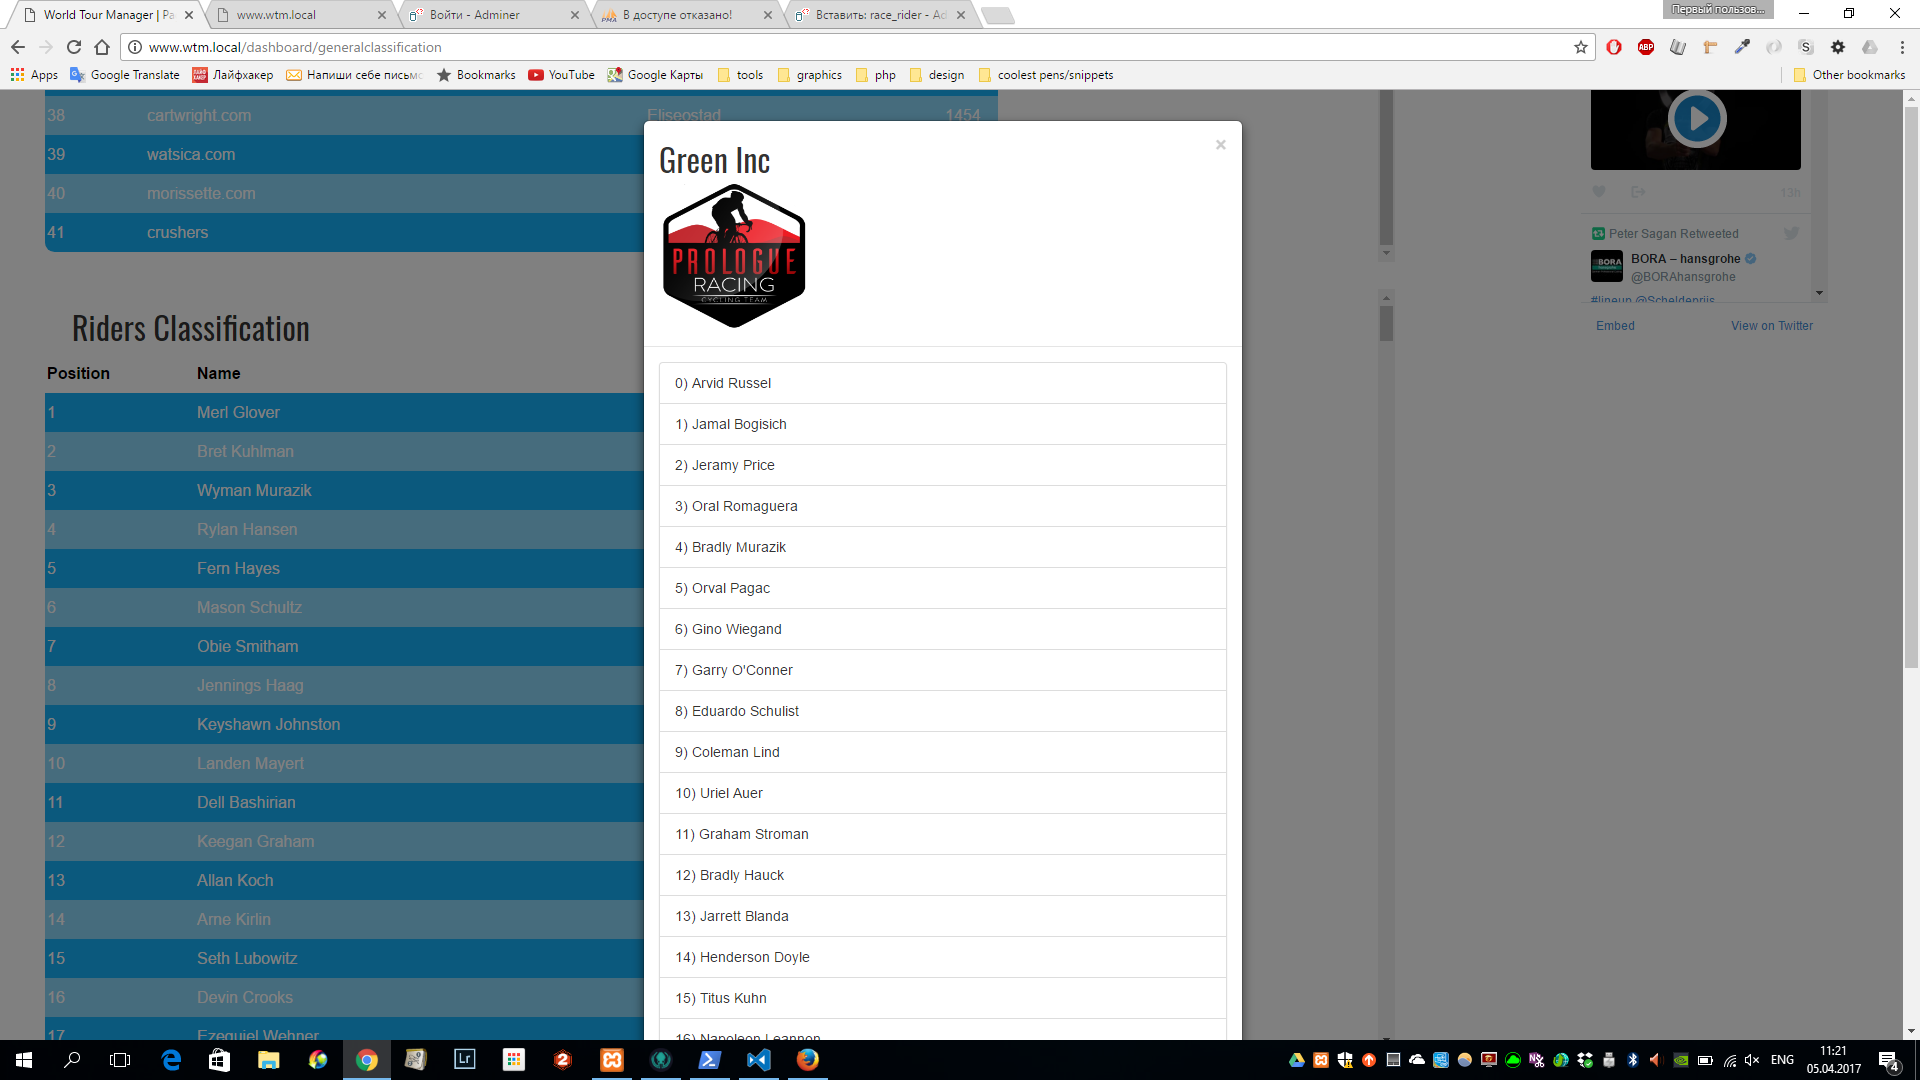 World Tour Manager | Pa
www.wtm.local
Войти - Adminer
В доступе отказано!
Вставить: race_rider - Ad
Первый пользов...
www.wtm.local/dashboard/generalclassification
Apps
Google Translate
Лайфхакер
Напиши себе письмо
Bookmarks
YouTube
Google Карты
tools
graphics
php
design
coolest pens/snippets
Other bookmarks
38 cartwright.com Eliseostad 1454
39 watsica.com
40 morissette.com
41 crushers
Riders Classification
Position Name
1 Merl Glover
2 Bret Kuhlman
3 Wyman Murazik
4 Rylan Hansen
5 Fern Hayes
6 Mason Schultz
7 Obie Smitham
8 Jennings Haag
9 Keyshawn Johnston
10 Landen Mayert
11 Dell Bashirian
12 Keegan Graham
13 Allan Koch
14 Arne Kirlin
15 Seth Lubowitz
16 Devin Crooks
17 Ezequiel Wehner
Green Inc
×
PROLOGUE
RACING
CYCLING TEAM
0) Arvid Russel
1) Jamal Bogisich
2) Jeramy Price
3) Oral Romaguera
4) Bradly Murazik
5) Orval Pagac
6) Gino Wiegand
7) Garry O'Conner
8) Eduardo Schulist
9) Coleman Lind
10) Uriel Auer
11) Graham Stroman
12) Bradly Hauck
13) Jarrett Blanda
14) Henderson Doyle
15) Titus Kuhn
16) Napoleon Leannon
13h
Peter Sagan Retweeted
BORA
BORA – hansgrohe
@BORAhansgrohe
#lineup @Scheldeprijs
Embed
View on Twitter
ENG
11:21
05.04.2017
4